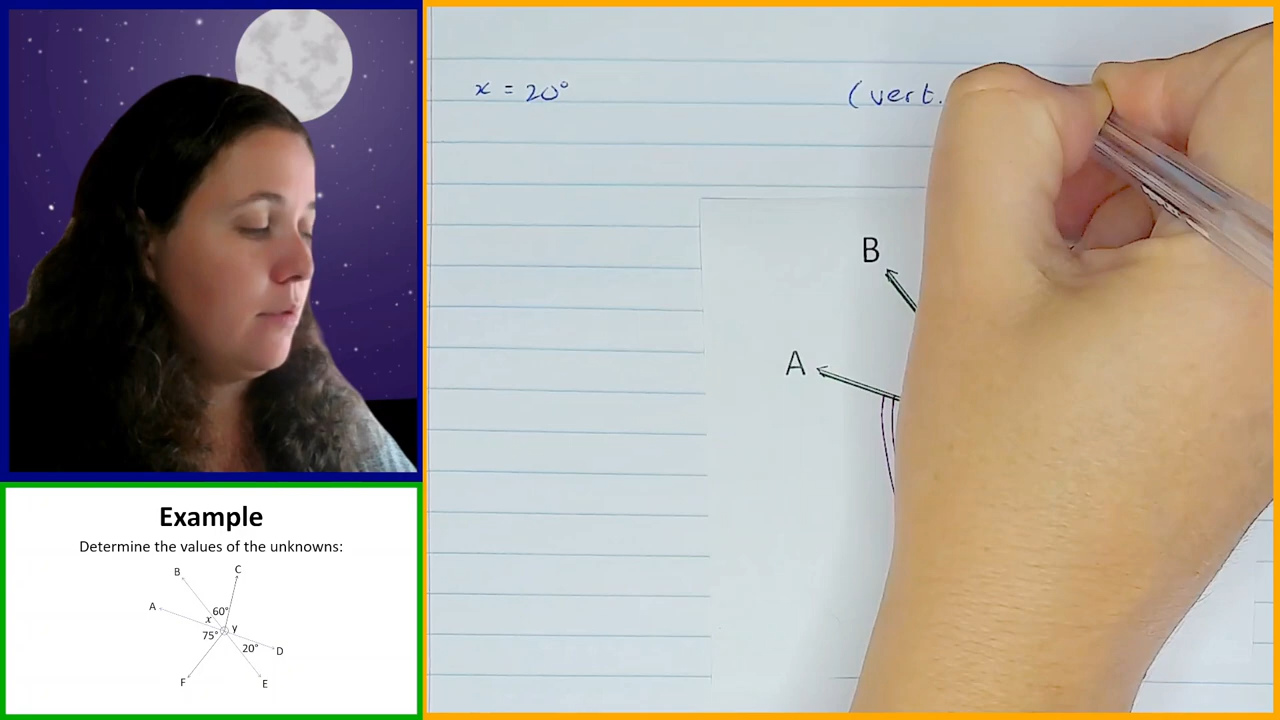 x = 20° (vert.
B
A
Example
Determine the values of the unknowns:
B C
A 60°
x
75° y
20° D
F E